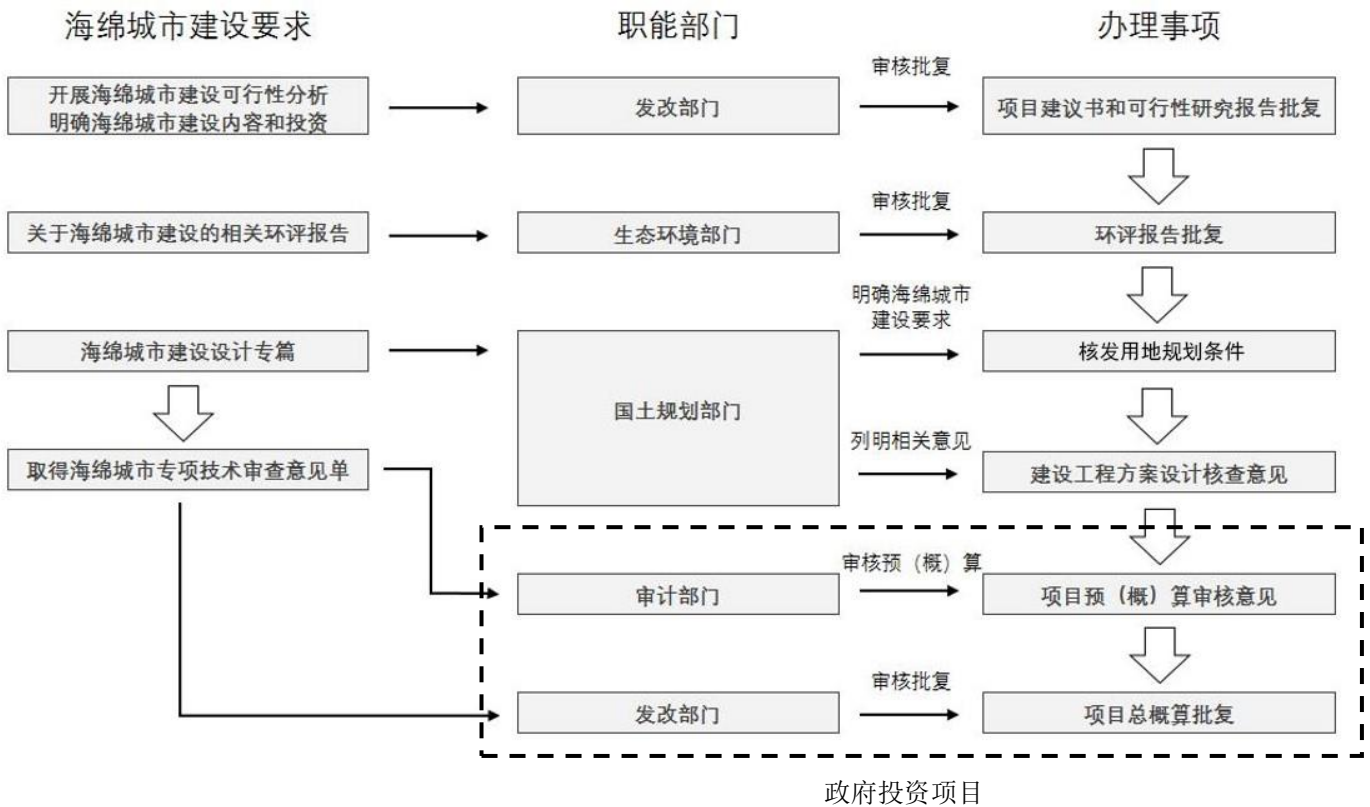 海绵城市建设要求
职能部门
办理事项
开展海绵城市建设可行性分析
明确海绵城市建设内容和投资
发改部门
审核批复
项目建议书和可行性研究报告批复
关于海绵城市建设的相关环评报告
生态环境部门
审核批复
环评报告批复
海绵城市建设设计专篇
国土规划部门
明确海绵城市
建设要求
核发用地规划条件
取得海绵城市专项技术审查意见单
列明相关意见
建设工程方案设计核查意见
审计部门
审核预（概）算
项目预（概）算审核意见
发改部门
审核批复
项目总概算批复
政府投资项目